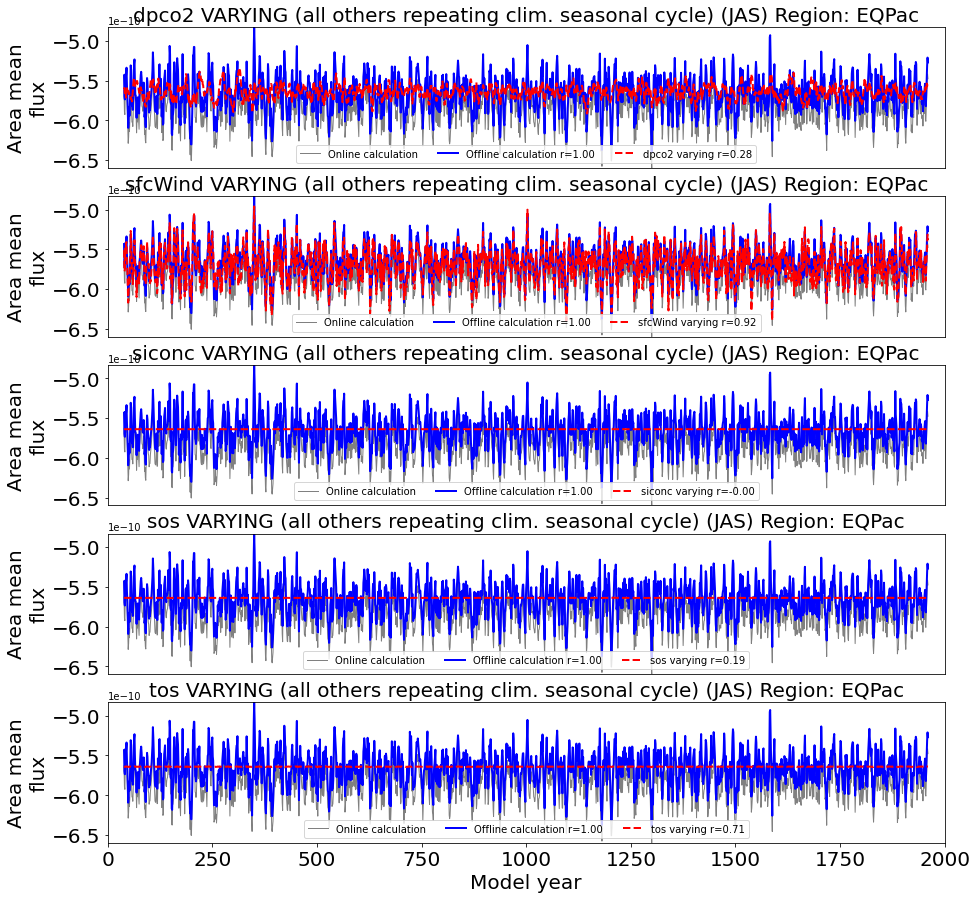 1e−10
dpco2 VARYING (all others repeating clim. seasonal cycle) (JAS) Region: EQPac
Area mean
flux
−5.0
−5.5
−6.0
−6.5
Online calculation
Offline calculation r=1.00
dpco2 varying r=0.28
1e−10
sfcWind VARYING (all others repeating clim. seasonal cycle) (JAS) Region: EQPac
Area mean
flux
−5.0
−5.5
−6.0
−6.5
Online calculation
Offline calculation r=1.00
sfcWind varying r=0.92
1e−10
siconc VARYING (all others repeating clim. seasonal cycle) (JAS) Region: EQPac
Area mean
flux
−5.0
−5.5
−6.0
−6.5
Online calculation
Offline calculation r=1.00
siconc varying r=-0.00
1e−10
sos VARYING (all others repeating clim. seasonal cycle) (JAS) Region: EQPac
Area mean
flux
−5.0
−5.5
−6.0
−6.5
Online calculation
Offline calculation r=1.00
sos varying r=0.19
1e−10
tos VARYING (all others repeating clim. seasonal cycle) (JAS) Region: EQPac
Area mean
flux
−5.0
−5.5
−6.0
−6.5
Online calculation
Offline calculation r=1.00
tos varying r=0.71
0 250 500 750 1000 1250 1500 1750 2000
Model year